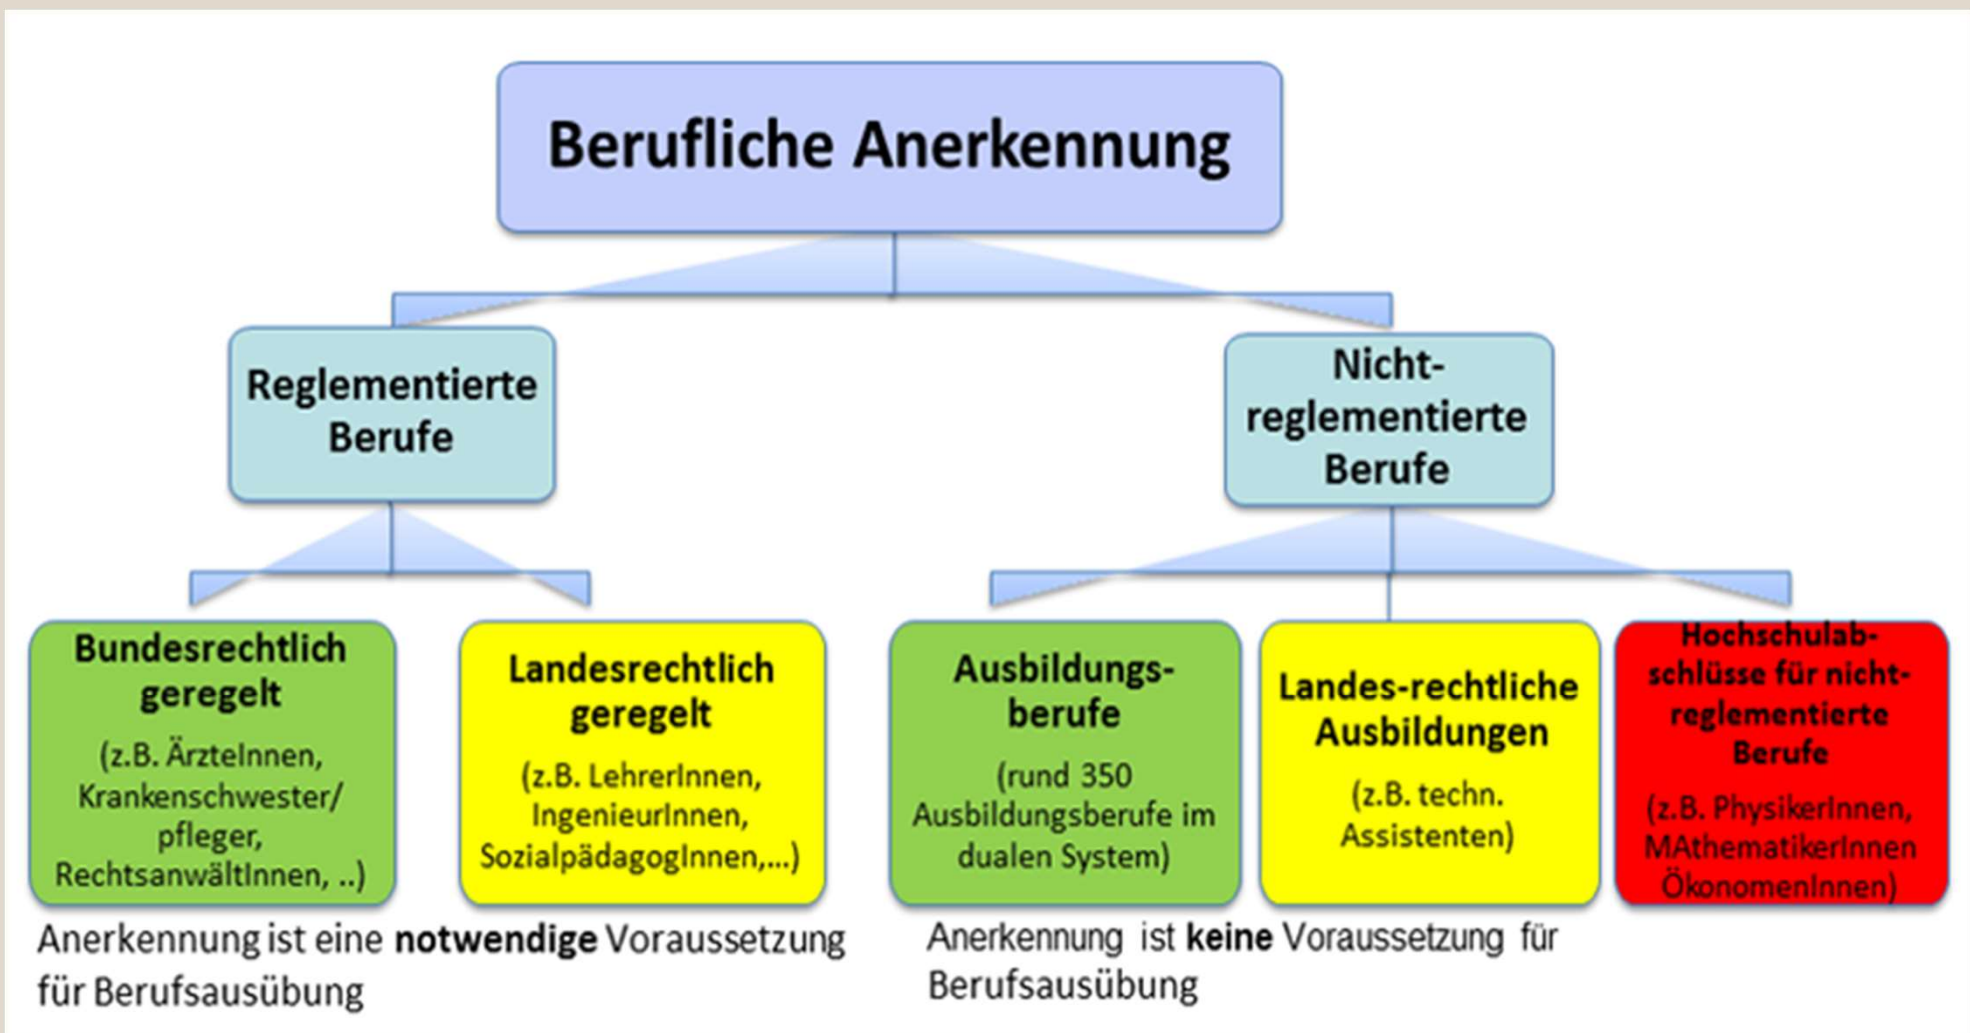 Berufliche Anerkennung
Reglementierte
Berufe
Nicht-
reglementierte
Berufe
Bundesrechtlich
geregelt
(z.B. ÄrzteInnen,
Krankenschwester/
pfleger,
RechtsanwältInnen, ..)
Landesrechtlich
geregelt
(z.B. LehrerInnen,
IngenieurInnen,
SozialpädagogInnen,...)
Ausbildungs-
berufe
(rund 350
Ausbildungsberufe im
dualen System)
Landes-rechtliche
Ausbildungen
(z.B. techn.
Assistenten)
Hochschulab-
schlüsse für nicht-
reglementierte
Berufe
(z.B. PhysikerInnen,
MAthematikerInnen
ÖkonomenInnen)
Anerkennung ist eine notwendige Voraussetzung
für Berufsausübung
Anerkennung ist keine Voraussetzung für
Berufsausübung